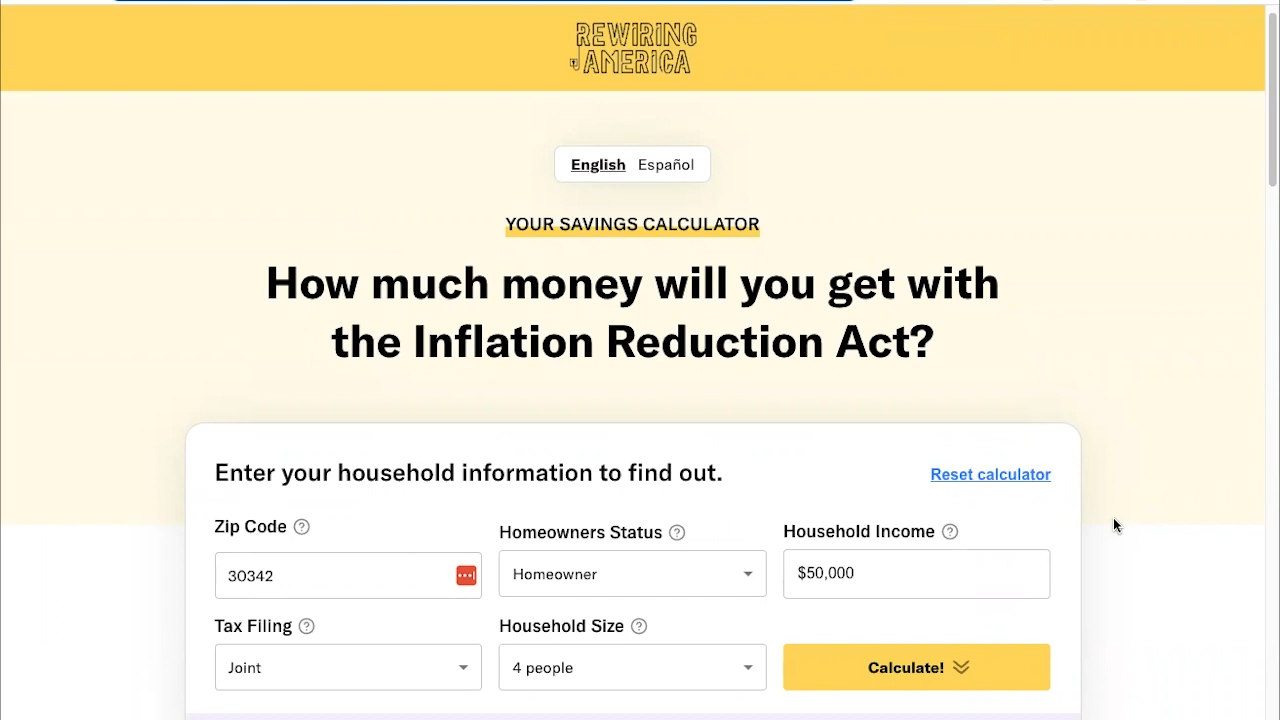 REWIRING
AMERICA
English Español
YOUR SAVINGS CALCULATOR
How much money will you get with
the Inflation Reduction Act?
Enter your household information to find out.
Reset calculator
Zip Code
Homeowners Status
Household Income
30342
Homeowner
$50,000
Tax Filing
Household Size
Joint
4 people
Calculate!